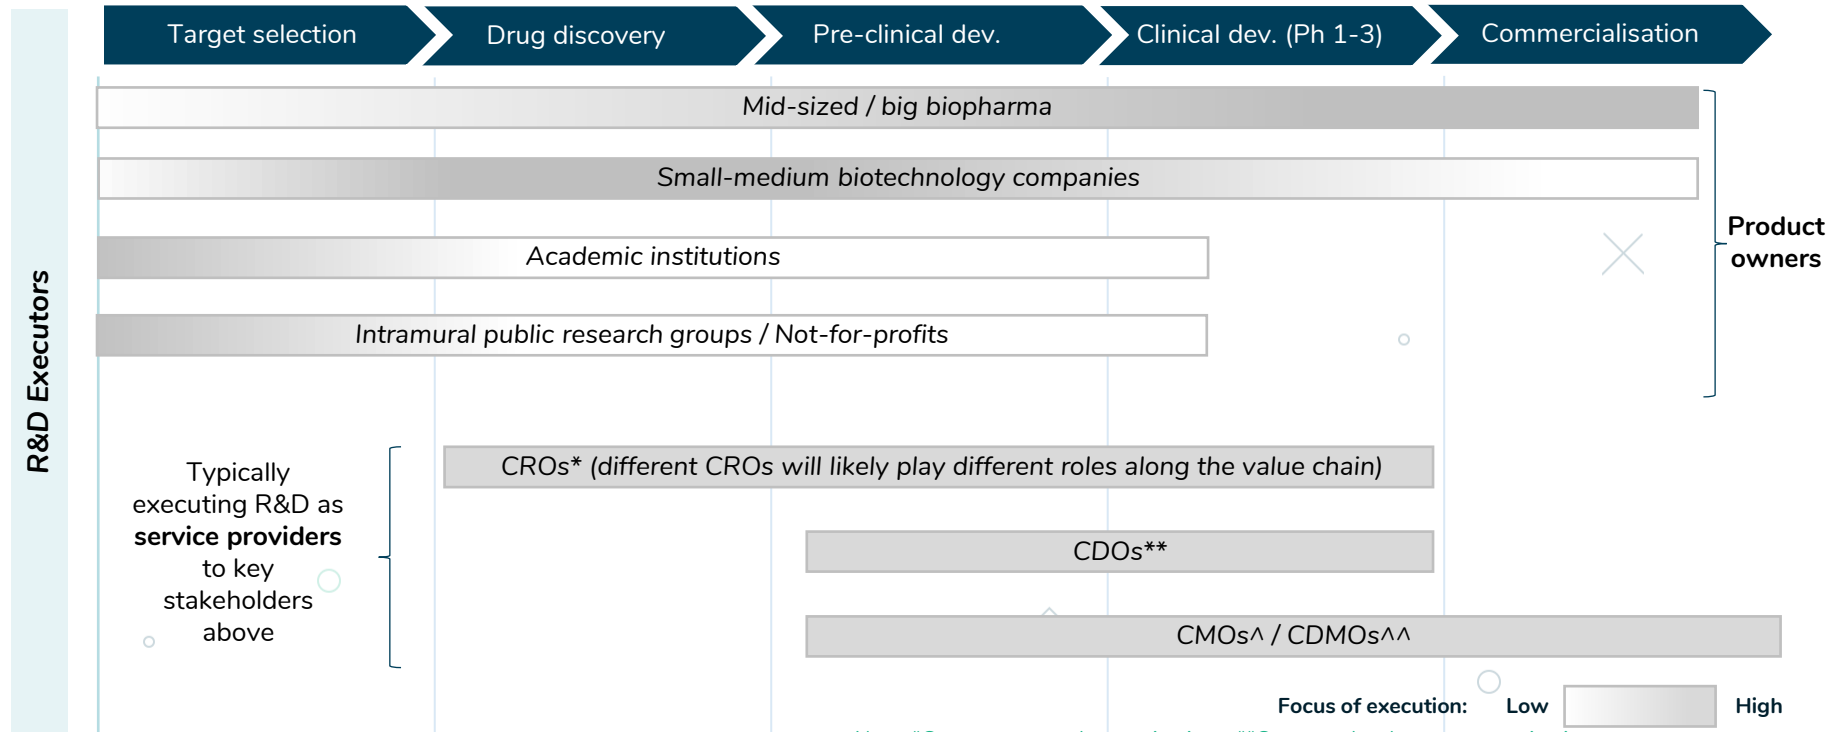 Target selection
Drug discovery
Pre-clinical dev.
Clinical dev. (Ph 1-3)
Commercialisation
R&D Executors
Mid-sized / big biopharma
Small-medium biotechnology companies
Academic institutions
Intramural public research groups / Not-for-profits
Product
owners
Typically
executing R&D as
service providers
to key
stakeholders
above
CROs* (different CROs will likely play different roles along the value chain)
CDOs**
CMOs^ / CDMOs^^
Focus of execution:
Low
High